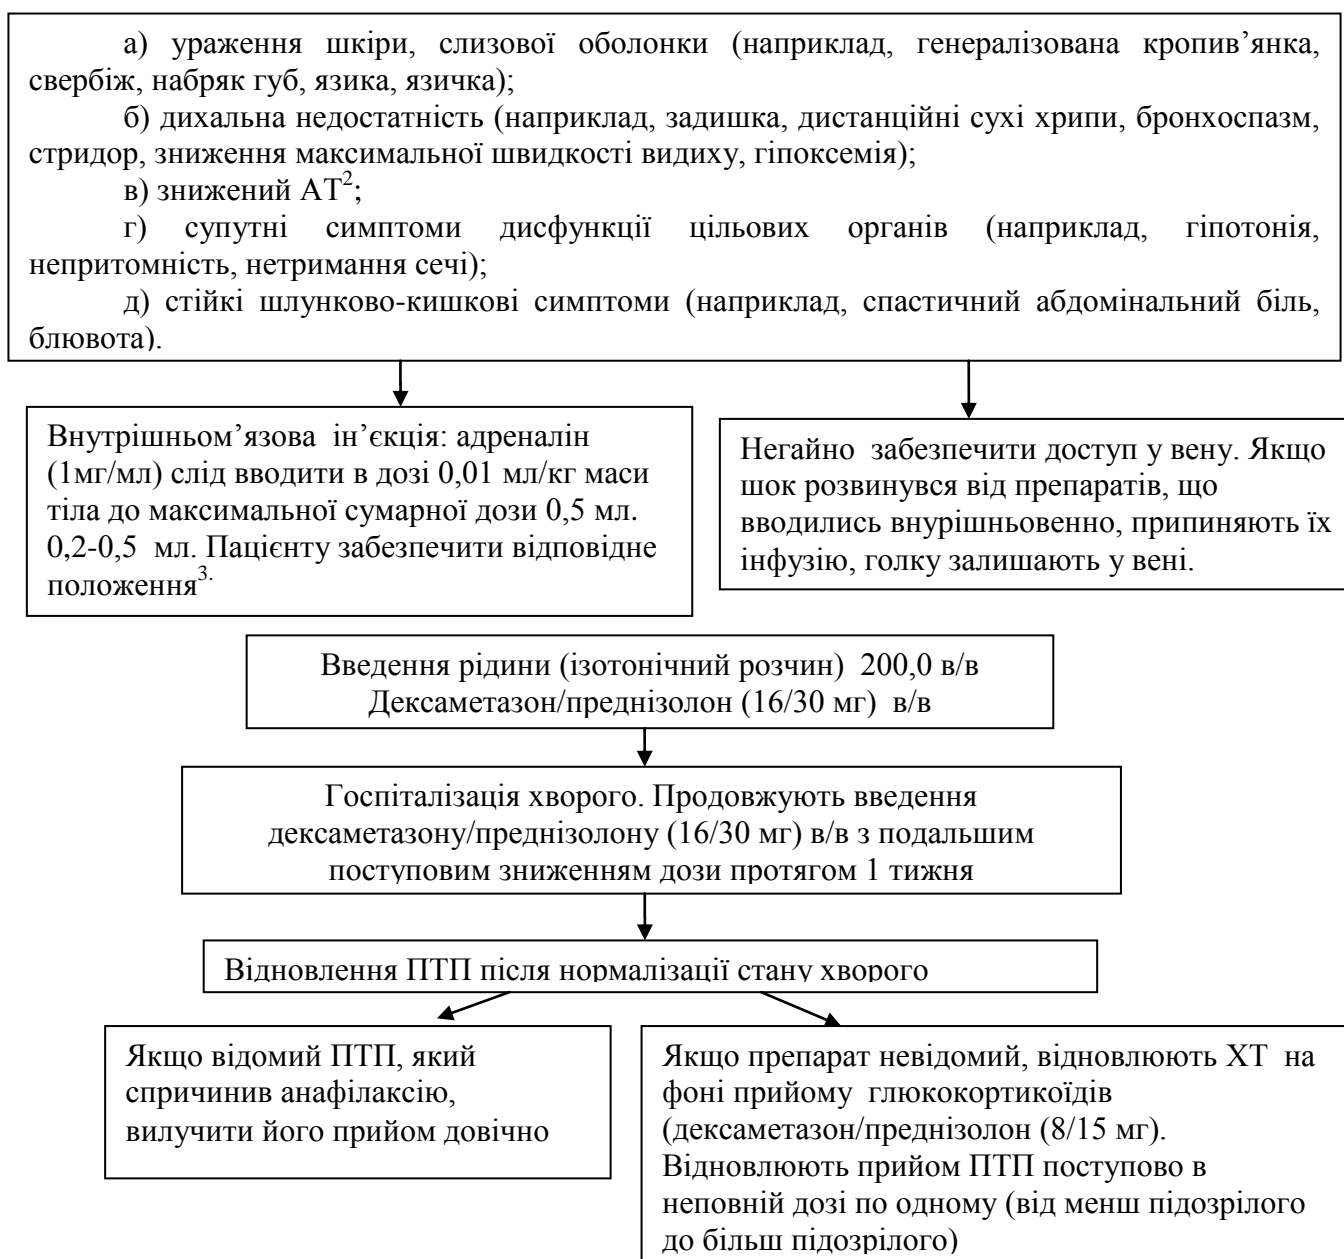 а) ураження шкіри, слизової оболонки (наприклад, генералізована кропив’янка,
свербіж, набряк губ, язика, язичка);
б) дихальна недостатність (наприклад, задишка, дистанційні сухі хрипи, бронхоспазм,
стридор, зниження максимальної швидкості видиху, гіпоксемія);
в) знижений АТ²;
г) супутні симптоми дисфункції цільових органів (наприклад, гіпотонія,
непритомність, нетримання сечі);
д) стійкі шлунково-кишкові симптоми (наприклад, спастичний абдомінальний біль,
блювота).
Внутрішньом’язова ін’єкція: адреналін
(1мг/мл) слід вводити в дозі 0,01 мл/кг маси
тіла до максимальної сумарної дози 0,5 мл.
0,2-0,5 мл. Пацієнту забезпечити відповідне
положення³.
Негайно забезпечити доступ у вену. Якщо
шок розвинувся від препаратів, що
вводились внурішньовенно, припиняють їх
інфузію, голку залишають у вені.
Введення рідини (ізотонічний розчин) 200,0 в/в
Дексаметазон/преднізолон (16/30 мг) в/в
Госпіталізація хворого. Продовжують введення
дексаметазону/преднізолону (16/30 мг) в/в з подальшим
поступовим зниженням дози протягом 1 тижня
Відновлення ПТП після нормалізації стану хворого
Якщо відомий ПТП, який
спричинив анафілаксію,
вилучити його прийом довічно
Якщо препарат невідомий, відновлюють ХТ на
фоні прийому глюкокортикоїдів
(дексаметазон/преднізолон (8/15 мг).
Відновлюють прийом ПТП поступово в
неповній дозі по одному (від менш підозрілого
до більш підозрілого)